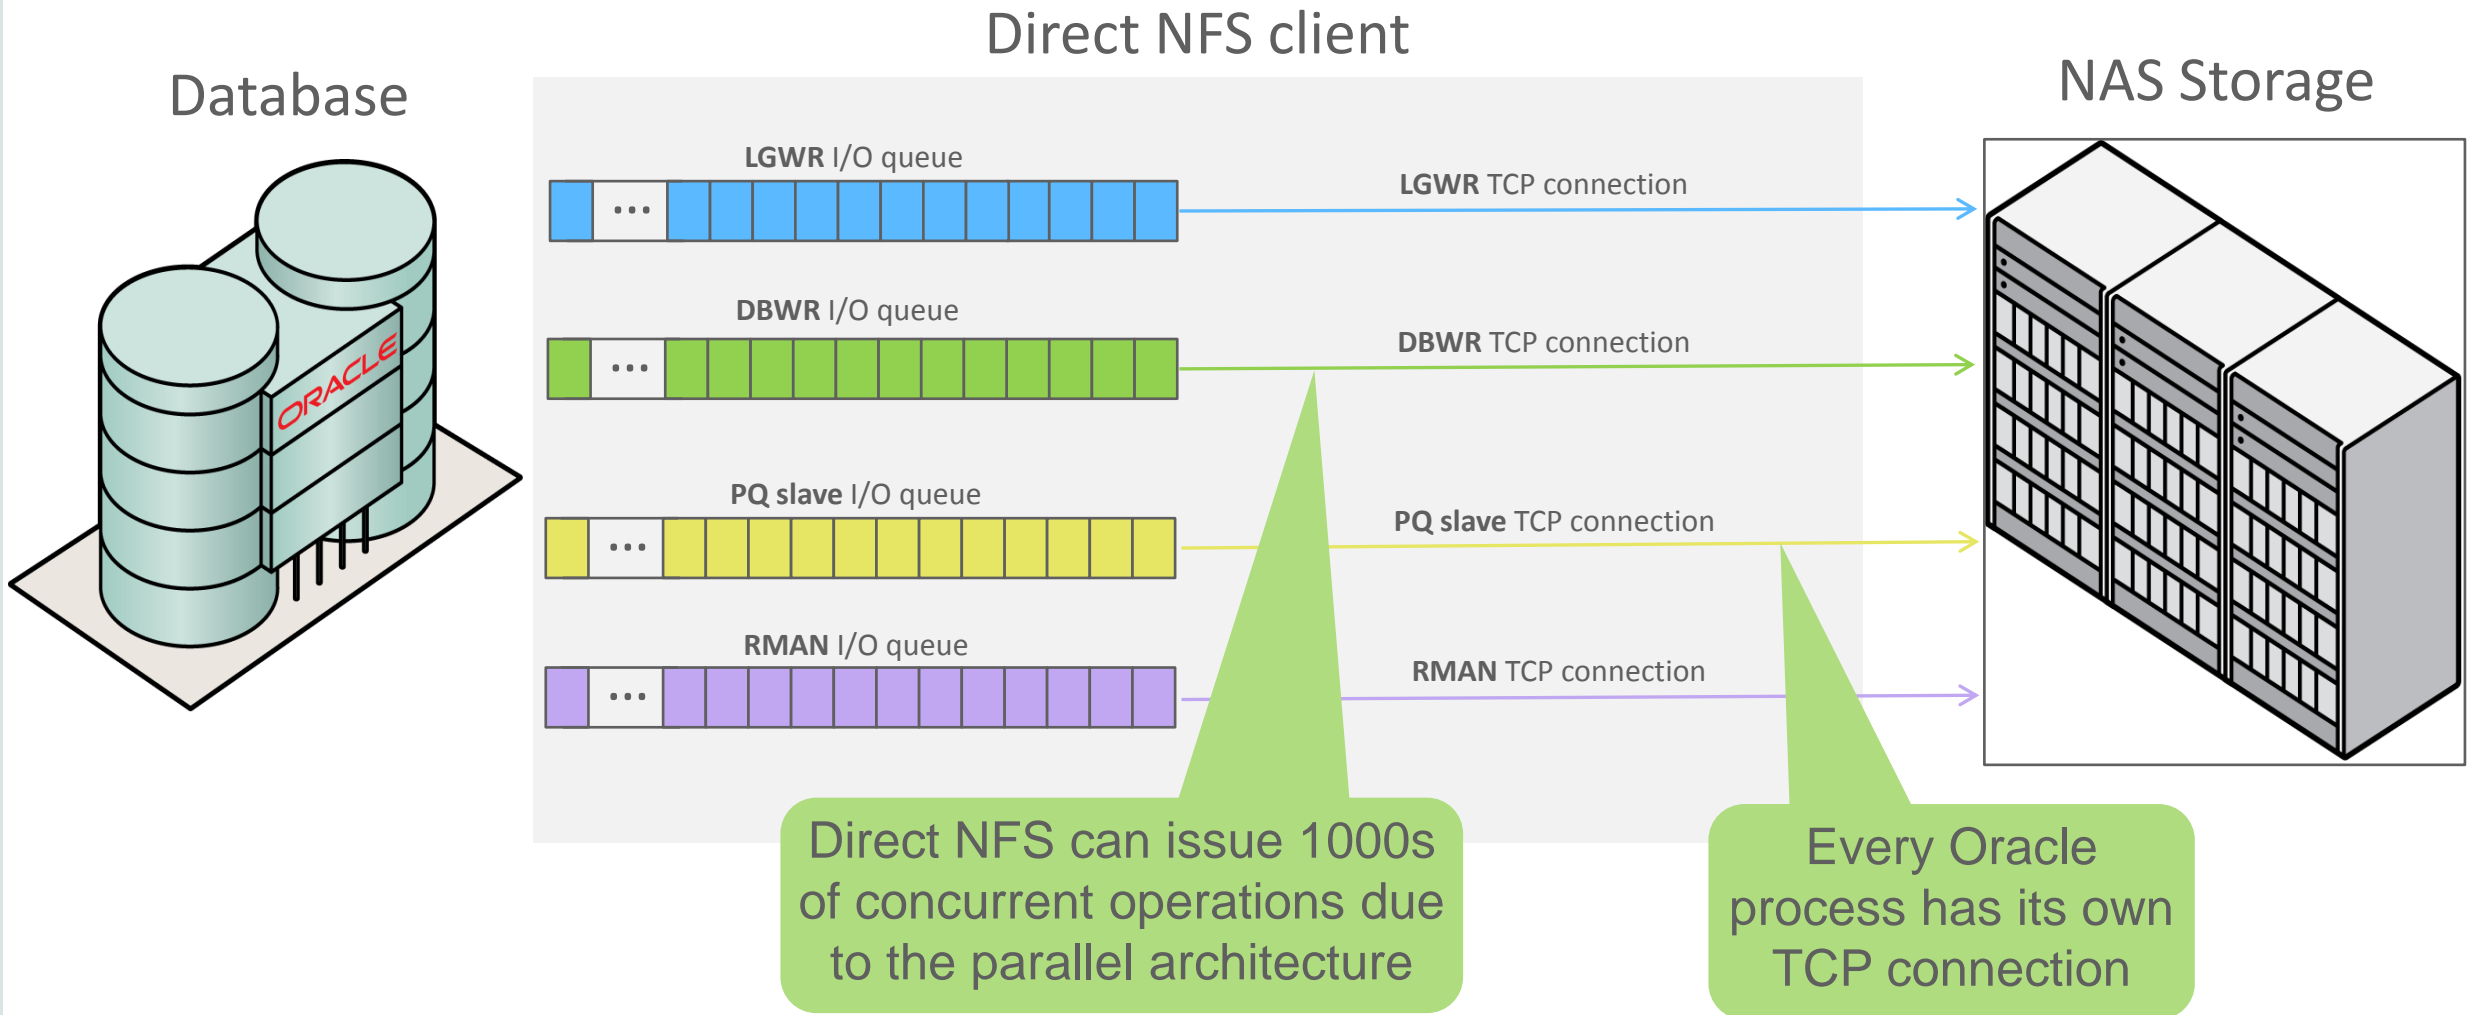 Direct NFS client
Database
NAS Storage
LGWR I/O queue
LGWR TCP connection
...
DBWR I/O queue
DBWR TCP connection
...
ORACLE
PQ slave I/O queue
PQ slave TCP connection
...
RMAN I/O queue
RMAN TCP connection
...
Direct NFS can issue 1000s
of concurrent operations due
to the parallel architecture
Every Oracle
process has its own
TCP connection